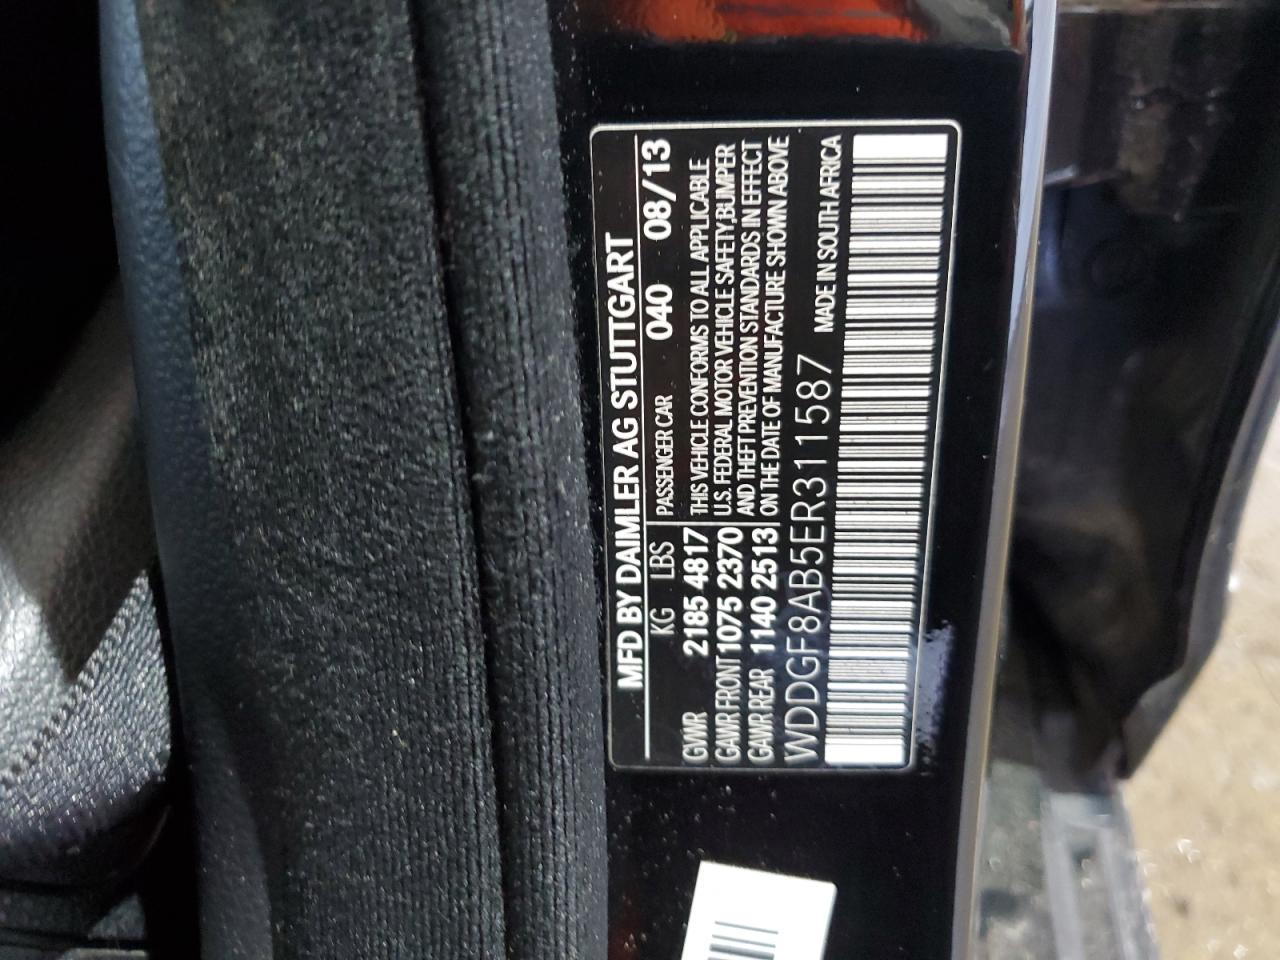 MFD BY DAIMLER AG STUTTGART
KG LBS PASSENGER CAR 040 08/13
GVWR 2185 4817 THIS VEHICLE CONFORMS TO ALL APPLICABLE
GAWR FRONT 1075 2370 U.S. FEDERAL MOTOR VEHICLE SAFETY,BUMPER
GAWR REAR 1140 2513 AND THEFT PREVENTION STANDARDS IN EFFECT
ON THE DATE OF MANUFACTURE SHOWN ABOVE
WDDGF8AB5ER311587 MADE IN SOUTH AFRICA